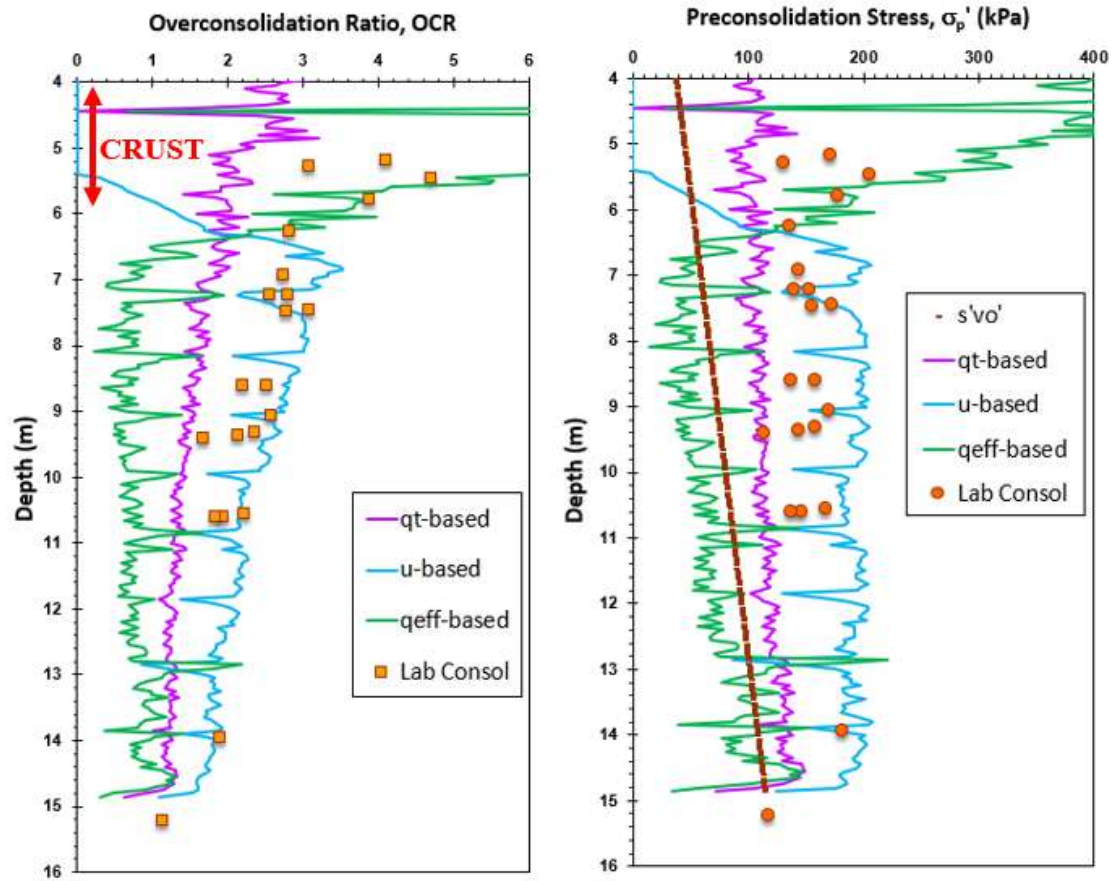 Overconsolidation Ratio, OCR
0 1 2 3 4 5 6
4
5
6
7
8
9
10
11
12
13
14
15
16
Depth (m)
CRUST
qt-based
u-based
qeff-based
Lab Consol
Preconsolidation Stress, σp' (kPa)
0 100 200 300 400
4
5
6
7
8
9
10
11
12
13
14
15
16
Depth (m)
s'vo'
qt-based
u-based
qeff-based
Lab Consol